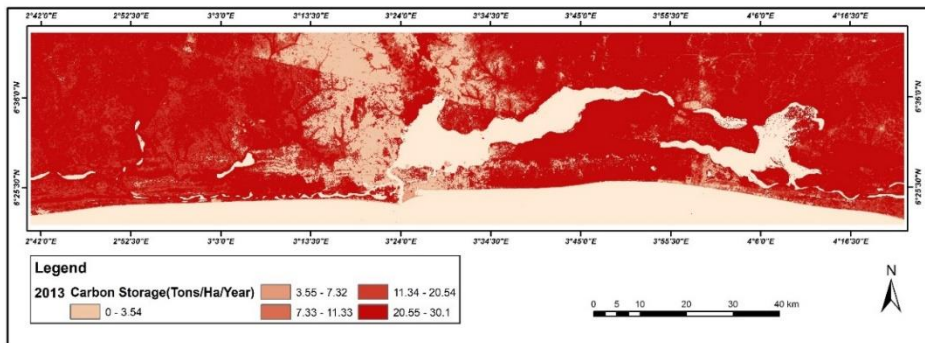 2°42'0"E 2°52'30"E 3°3'0"E 3°13'30"E 3°24'0"E 3°34'30"E 3°45'0"E 3°55'30"E 4°6'0"E 4°16'30"E
6°36'0"N 6°36'0"N
6°25'30"N 6°25'30"N
2°42'0"E 2°52'30"E 3°3'0"E 3°13'30"E 3°24'0"E 3°34'30"E 3°45'0"E 3°55'30"E 4°6'0"E 4°16'30"E
Legend
2013 Carbon Storage(Tons/Ha/Year)
0 - 3.54
3.55 - 7.32
7.33 - 11.33
11.34 - 20.54
20.55 - 30.1
N
0 5 10 20 30 40 km